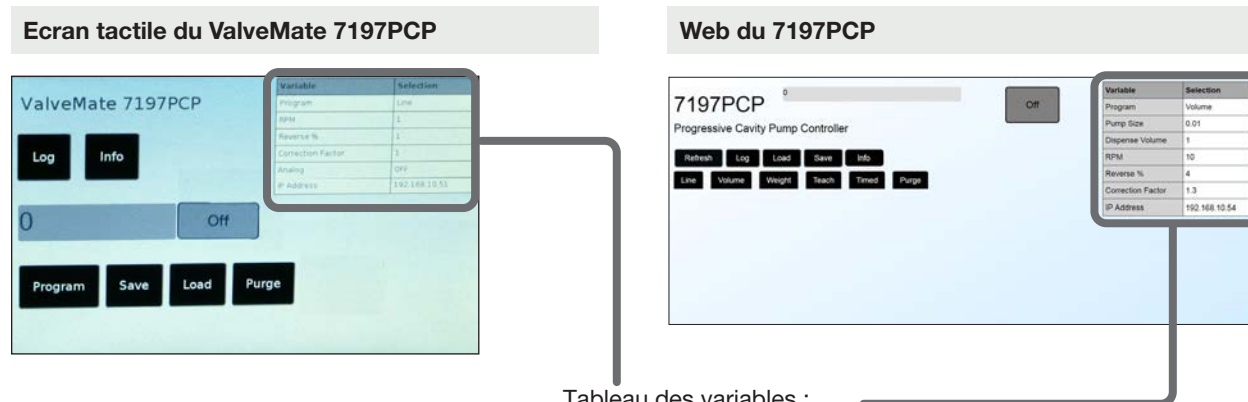 Ecran tactile du ValveMate 7197PCP
ValveMate 7197PCP
Variable Selection
Program Line
RPM 1
Reverse % 1
Correction Factor 1
Analog OFF
IP Address 192.168.10.51
Log Info
0 Off
Program Save Load Purge
Web du 7197PCP
7197PCP
0
Off
Progressive Cavity Pump Controller
Refresh Log Load Save Info
Line Volume Weight Teach Timed Purge
Variable Selection
Program Volume
Pump Size 0.01
Dispense Volume 1
RPM 10
Reverse % 4
Correction Factor 1.3
IP Address 192.168.10.54
Tableau des variables :